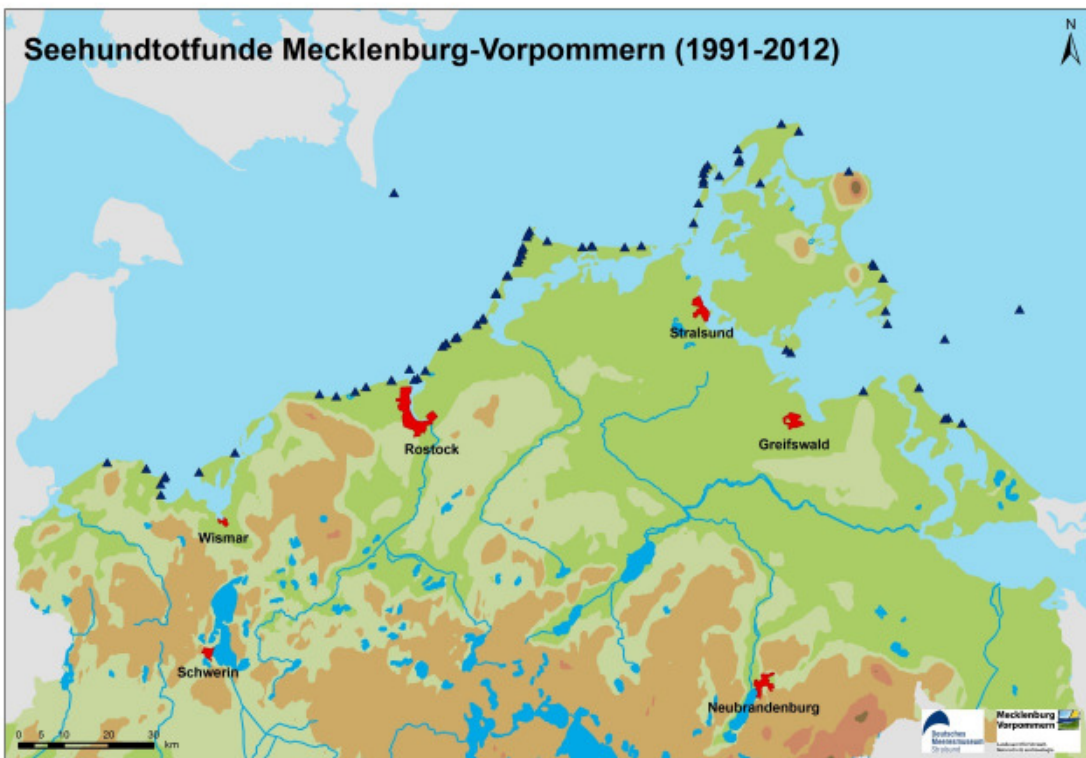 Seehundtotfunde Mecklenburg-Vorpommern (1991-2012)
N
Stralsund
Greifswald
Rostock
Wismar
Schwerin
Neubrandenburg
0 5 10 20 30
km
Deutsches
Meeresmuseum
Stralsund
Mecklenburg
Vorpommern